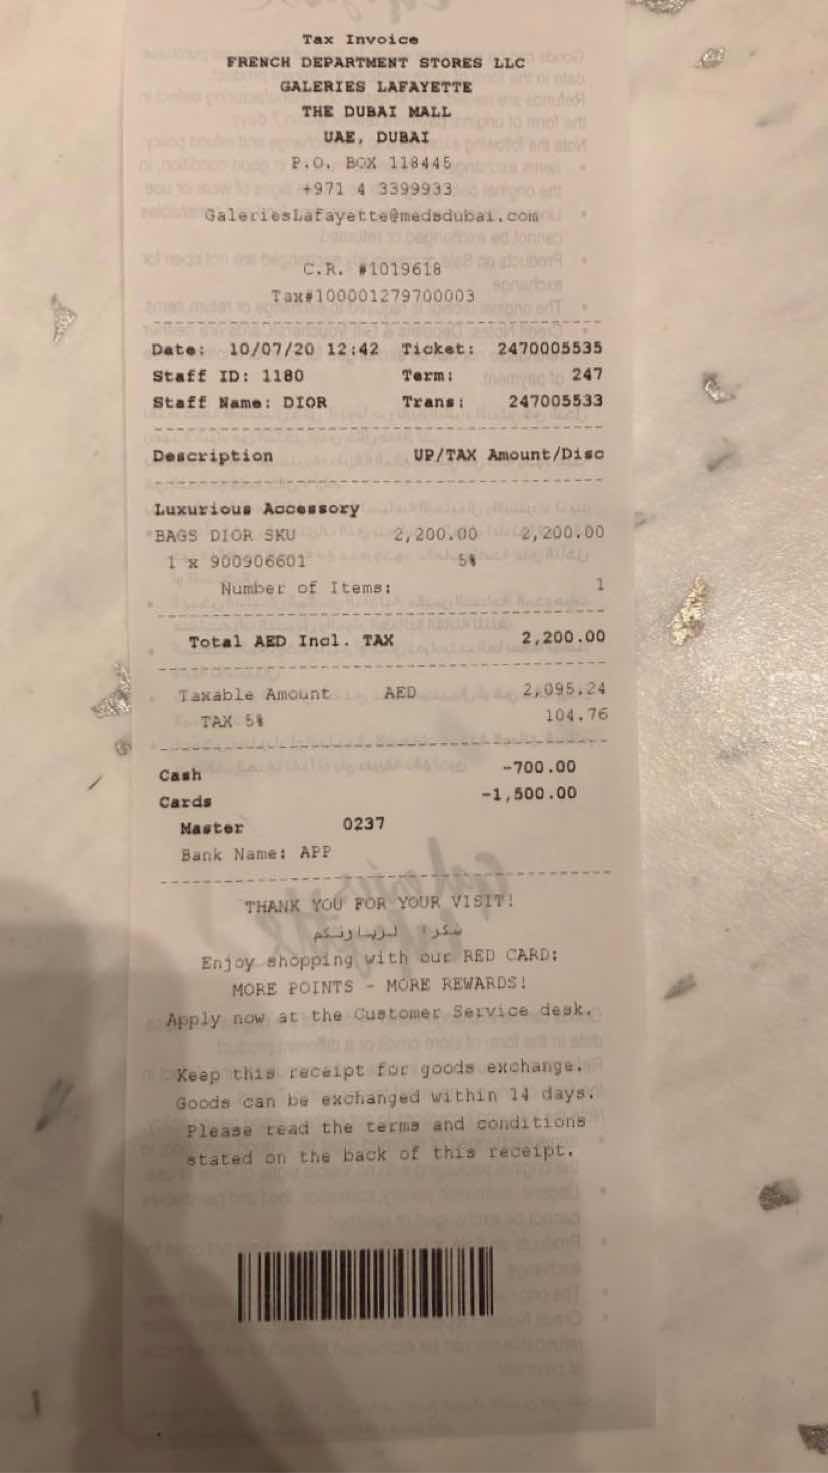 Tax Invoice
FRENCH DEPARTMENT STORES LLC
GALERIES LAFAYETTE
THE DUBAI MALL
UAE, DUBAI
P.O. BOX 118445
+971 4 3399933
GaleriesLafayette@medsdubai.com
C.R. #1019618
Tax#100001279700003
Date: 10/07/20 12:42 Ticket: 2470005535
Staff ID: 1180 Term: 247
Staff Name: DIOR Trans: 247005533
Description UP/TAX Amount/Disc
Luxurious Accessory
BAGS DIOR SKU 2,200.00 2,200.00
1 x 900906601 5%
Number of Items: 1
Total AED Incl. TAX 2,200.00
Taxable Amount AED 2,095.24
TAX 5% 104.76
Cash -700.00
Cards -1,500.00
Master 0237
Bank Name: APP
THANK YOU FOR YOUR VISIT!
شكرا لزيارتكم
Enjoy shopping with our RED CARD:
MORE POINTS - MORE REWARDS!
Apply now at the Customer Service desk.
Keep this receipt for goods exchange.
Goods can be exchanged within 14 days.
Please read the terms and conditions
stated on the back of this receipt.